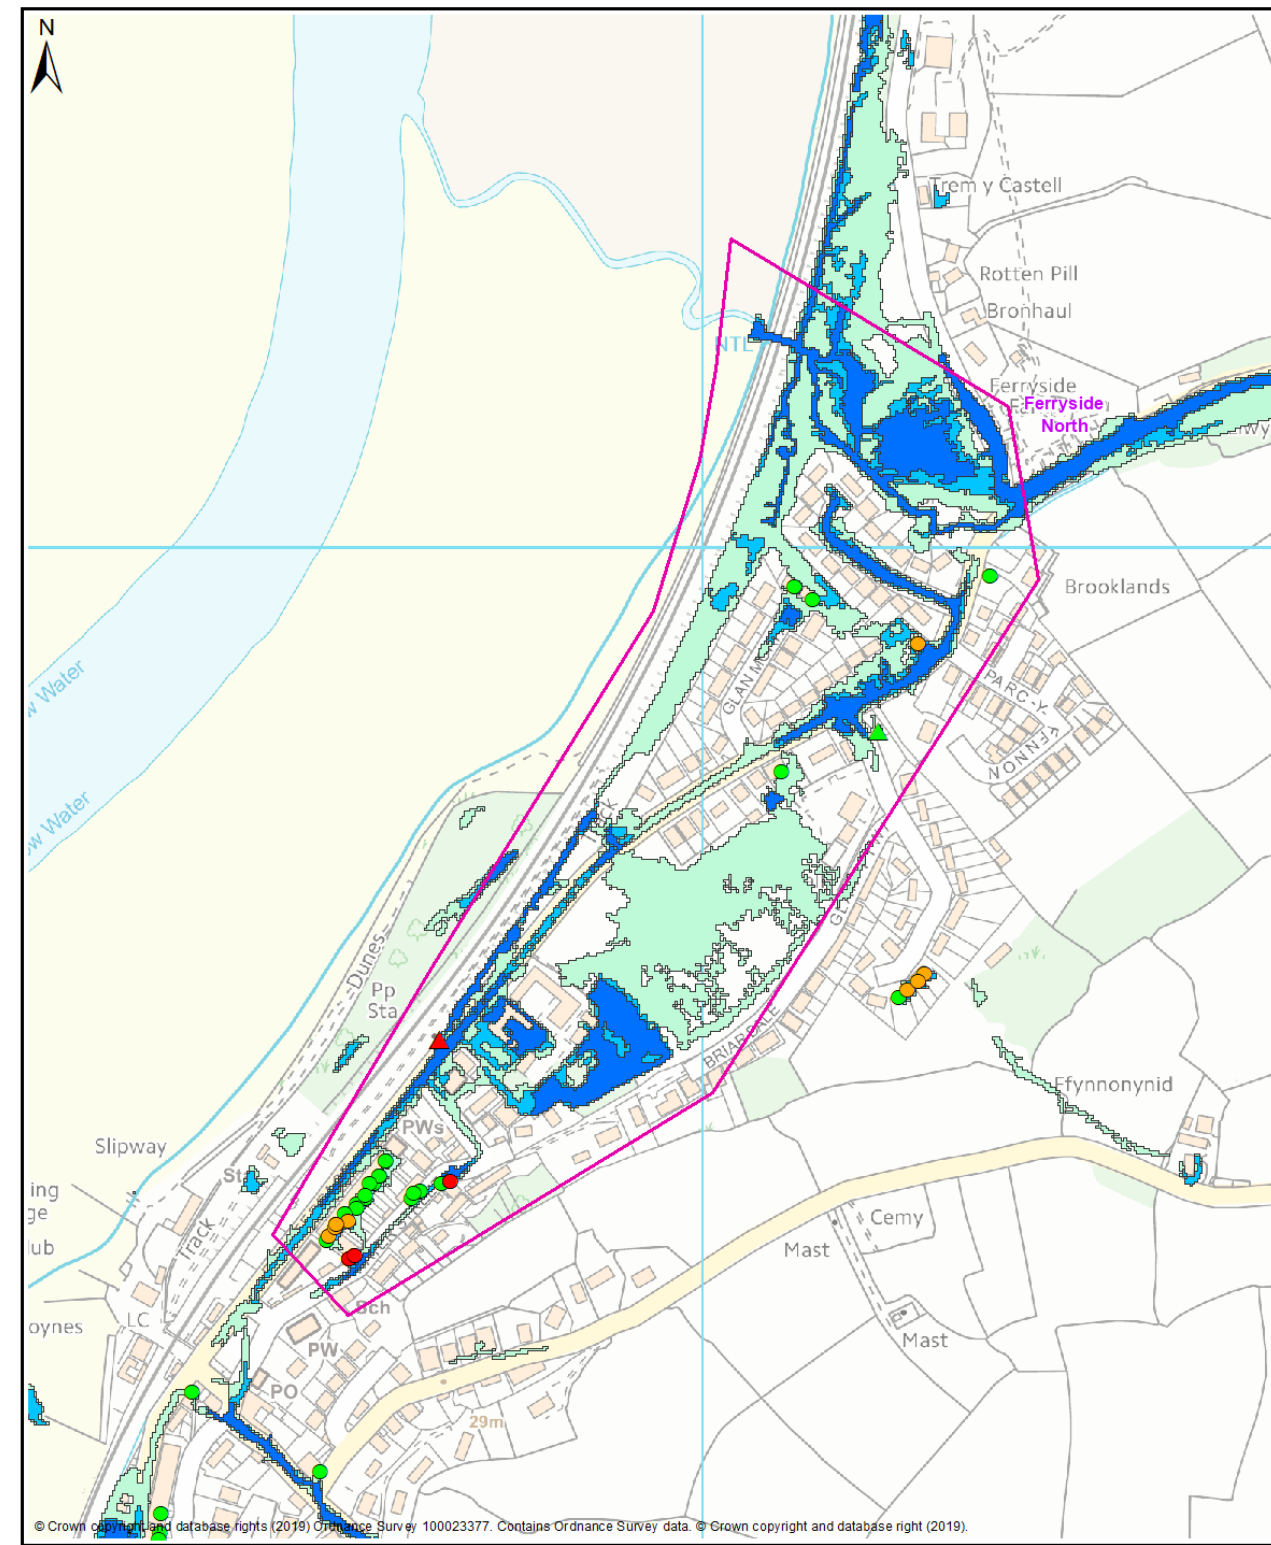 N
Trem y Castell
Rotten Pill
Bronhaul
NTL
Ferryside
Ferryside
North
Brooklands
GLAN
PARC-Y-
FENNON
w Water
ow Water
Dunes
Pp
Sta
BRIARDALE
Ffynnonynid
Slipway
PWs
ing
ge
lub
Track
Cemy
Mast
LC
Sch
oynes
PW
Mast
PO
29m
© Crown copyright and database rights (2019) Ordnance Survey 100023377. Contains Ordnance Survey data. © Crown copyright and database right (2019).